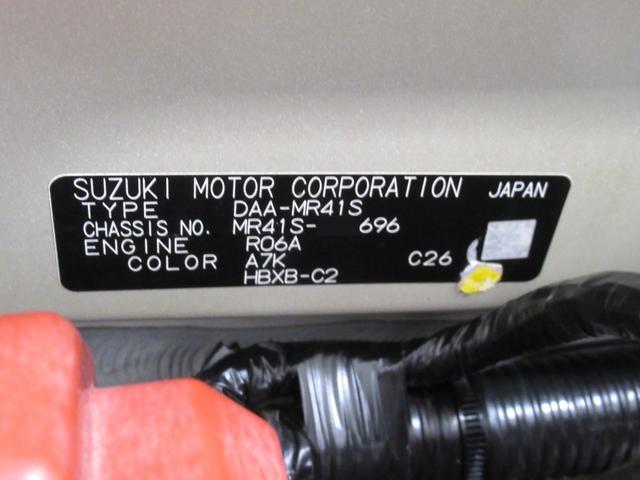 SUZUKI MOTOR CORPORATION JAPAN
TYPE DAA-MR41S
CHASSIS NO. MR41S- 696
ENGINE R06A
COLOR A7K C26
HBXB-C2